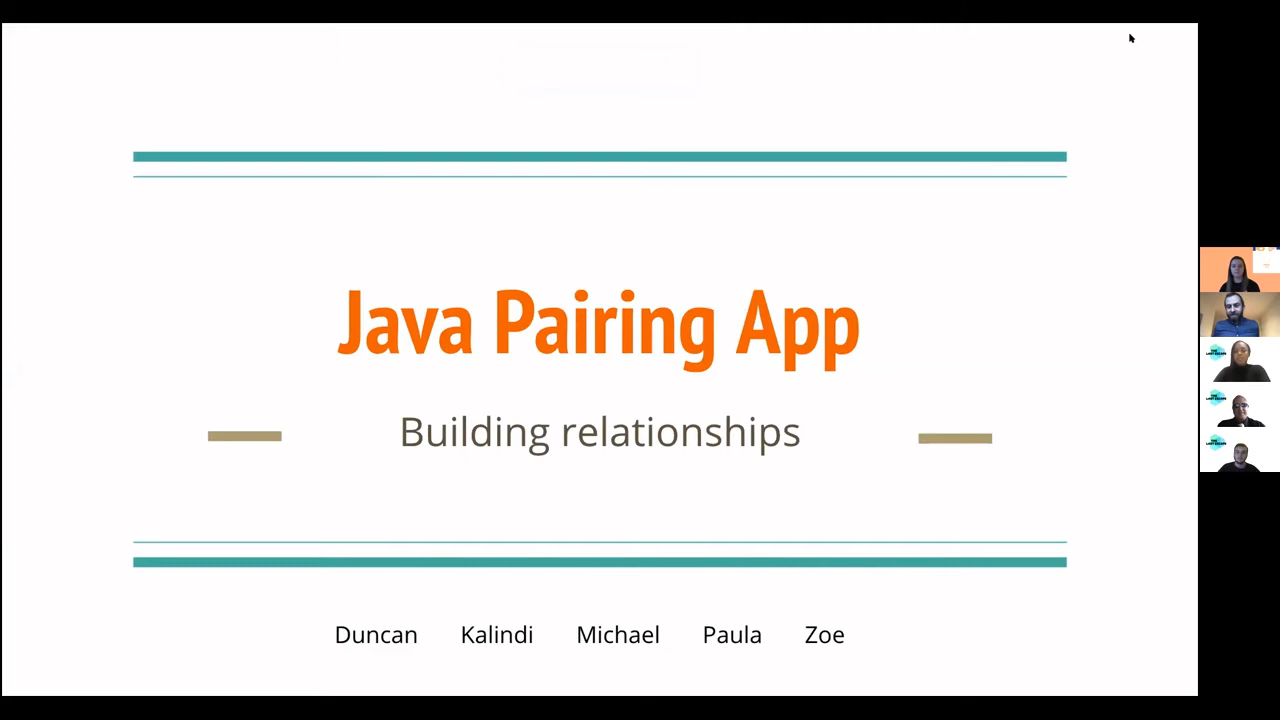 Java Pairing App
Building relationships
Duncan Kalindi Michael Paula Zoe